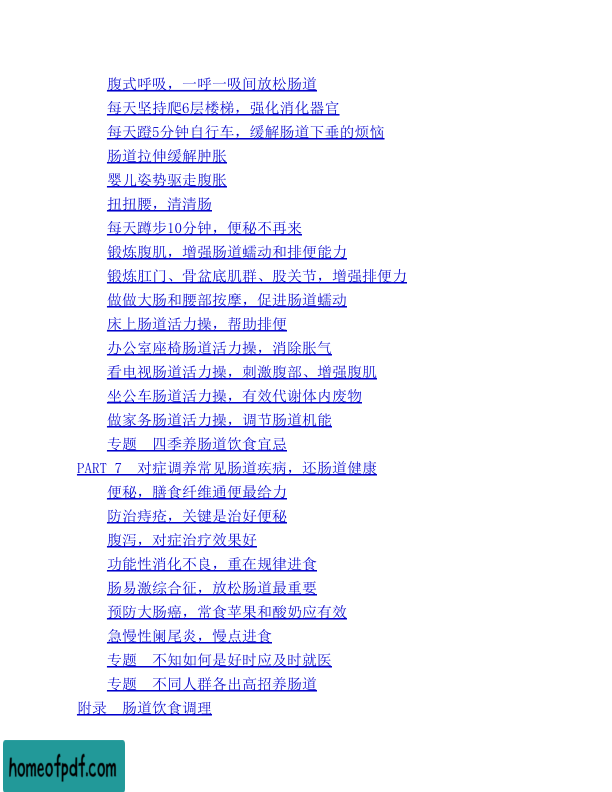 腹式呼吸，一呼一吸间放松肠道
每天坚持爬6层楼梯，强化消化器官
每天蹬5分钟自行车，缓解肠道下垂的烦恼
肠道拉伸缓解肿胀
婴儿姿势驱走腹胀
扭扭腰，清清肠
每天蹲步10分钟，便秘不再来
锻炼腹肌，增强肠道蠕动和排便能力
锻炼肛门、骨盆底肌群、股关节，增强排便力
做做大肠和腰部按摩，促进肠道蠕动
床上肠道活力操，帮助排便
办公室座椅肠道活力操，消除胀气
看电视肠道活力操，刺激腹部、增强腹肌
坐公车肠道活力操，有效代谢体内废物
做家务肠道活力操，调节肠道机能
专题　四季养肠道饮食宜忌
PART 7　对症调养常见肠道疾病，还肠道健康
便秘，膳食纤维通便最给力
防治痔疮，关键是治好便秘
腹泻，对症治疗效果好
功能性消化不良，重在规律进食
肠易激综合征，放松肠道最重要
预防大肠癌，常食苹果和酸奶应有效
急慢性阑尾炎，慢点进食
专题　不知如何是好时应及时就医
专题　不同人群各出高招养肠道
附录　肠道饮食调理
homeofpdf.com